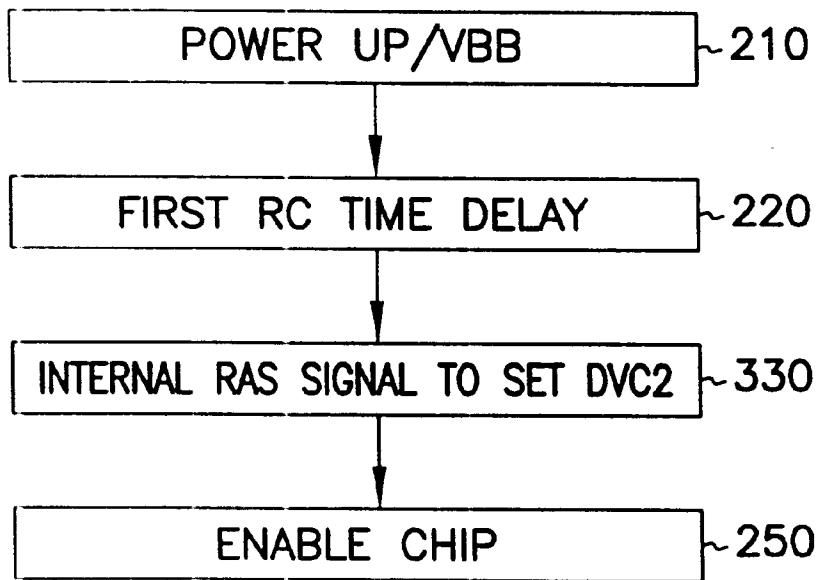 POWER UP/VBB 210
FIRST RC TIME DELAY 220
INTERNAL RAS SIGNAL TO SET DVC2 330
ENABLE CHIP 250